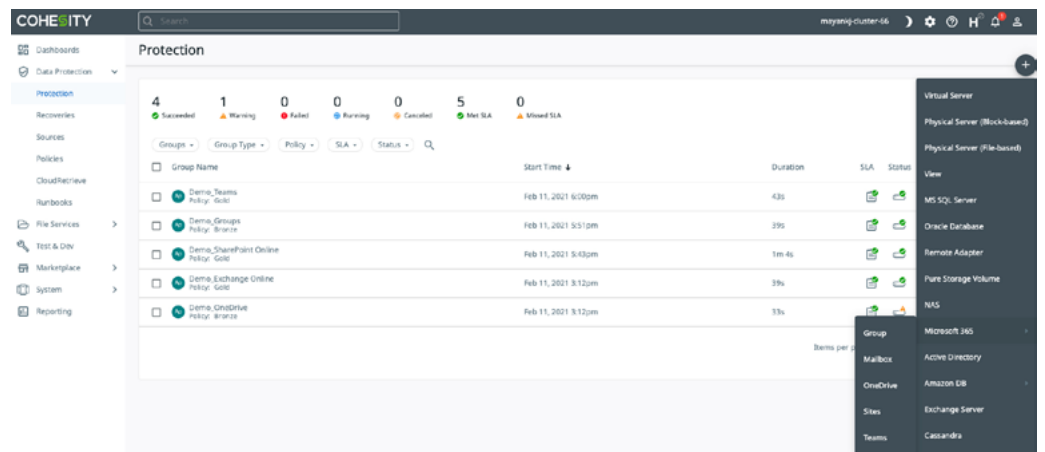 COHESITY
Search
mayankj-cluster-66
Dashboards
Data Protection
Protection
Recoveries
Sources
Policies
CloudRetrieve
Runbooks
File Services
Test & Dev
Marketplace
System
Reporting
Protection
4 1 0 0 0 5 0
Succeeded Warning Failed Running Canceled Met SLA Missed SLA
Groups Group Type Policy SLA Status
Group Name Start Time Duration SLA Status
Demo_Teams Feb 11, 2021 6:00pm 43s
Policy: Gold
Demo_Groups Feb 11, 2021 5:51pm 39s
Policy: Bronze
Demo_SharePoint Online Feb 11, 2021 5:43pm 1m 4s
Policy: Gold
Demo_Exchange Online Feb 11, 2021 3:12pm 39s
Policy: Gold
Demo_OneDrive Feb 11, 2021 3:12pm 33s
Policy: Bronze
Items per p
Group
Mailbox
OneDrive
Sites
Teams
Virtual Server
Physical Server (Block-based)
Physical Server (File-based)
View
MS SQL Server
Oracle Database
Remote Adapter
Pure Storage Volume
NAS
Microsoft 365
Active Directory
Amazon DB
Exchange Server
Cassandra